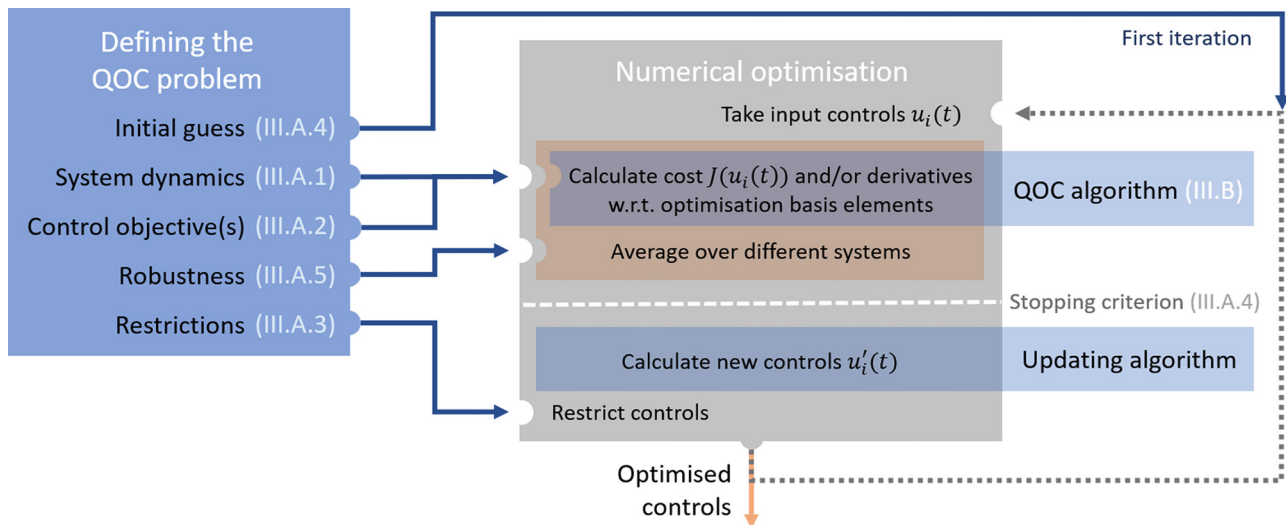 Defining the
QOC problem
Initial guess (III.A.4)
System dynamics (III.A.1)
Control objective(s) (III.A.2)
Robustness (III.A.5)
Restrictions (III.A.3)
First iteration
Numerical optimisation
Take input controls u_i(t)
Calculate cost J(u_i(t)) and/or derivatives
w.r.t. optimisation basis elements
QOC algorithm (III.B)
Average over different systems
Stopping criterion (III.A.4)
Calculate new controls u_i'(t)
Updating algorithm
Restrict controls
Optimised
controls